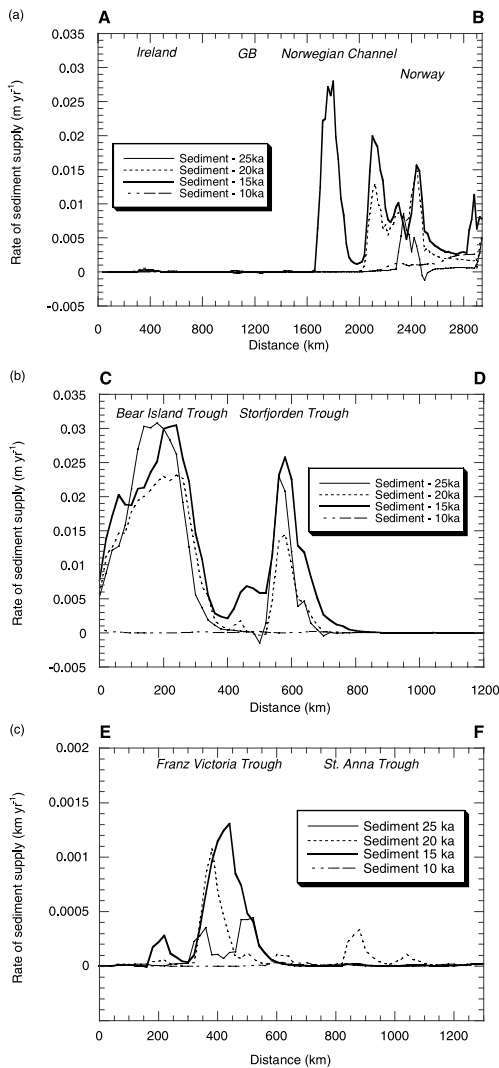 (a)
A
B
Ireland GB Norwegian Channel
Norway
Rate of sediment supply (m yr-1)
0.035
0.03
0.025
0.02
0.015
0.01
0.005
0
-0.005
Sediment - 25ka
Sediment - 20ka
Sediment - 15ka
Sediment - 10ka
0 400 800 1200 1600 2000 2400 2800
Distance (km)
(b)
C
D
Bear Island Trough Storfjorden Trough
Rate of sediment supply (m yr-1)
0.035
0.03
0.025
0.02
0.015
0.01
0.005
0
-0.005
Sediment - 25ka
Sediment - 20ka
Sediment - 15ka
Sediment - 10ka
0 200 400 600 800 1000 1200
Distance (km)
(c)
E
F
Franz Victoria Trough St. Anna Trough
Rate of sediment supply (km yr-1)
0.002
0.0015
0.001
0.0005
0
Sediment 25 ka
Sediment 20 ka
Sediment 15 ka
Sediment 10 ka
0 200 400 600 800 1000 1200
Distance (km)